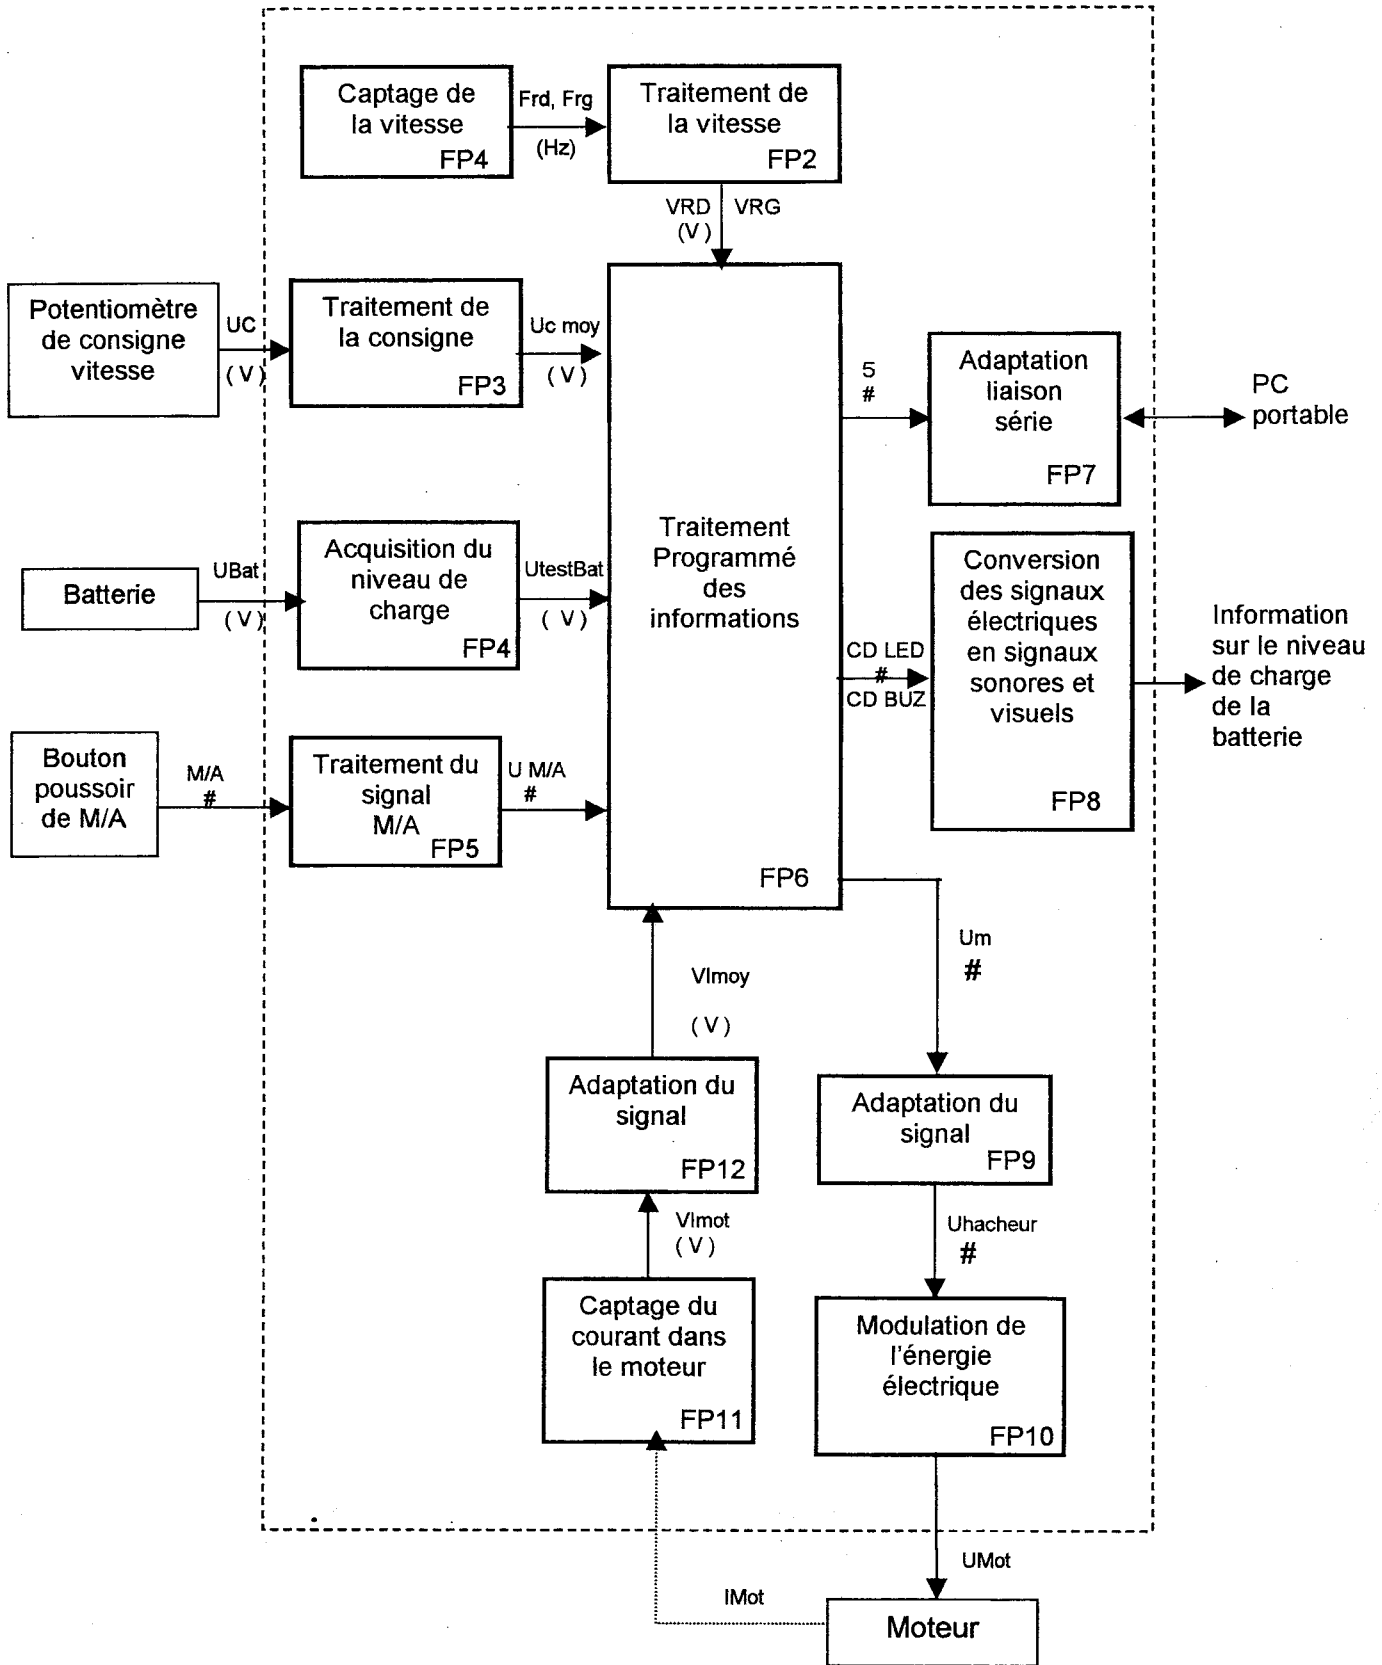 Captage de
la vitesse
FP4
Frd, Frg
(Hz)
Traitement de
la vitesse
FP2
VRD
(V)
VRG
Potentiomètre
de consigne
vitesse
UC
(V)
Traitement de
la consigne
FP3
Uc moy
(V)
5
#
Adaptation
liaison
série
FP7
PC
portable
Traitement
Programmé
des
informations
FP6
Batterie
UBat
(V)
Acquisition du
niveau de
charge
FP4
UtestBat
(V)
CD LED
#
CD BUZ
Conversion
des signaux
électriques
en signaux
sonores et
visuels
FP8
Information
sur le niveau
de charge
de la
batterie
Bouton
poussoir
de M/A
M/A
#
Traitement du
signal
M/A
FP5
U M/A
#
Um
#
VImoy
(V)
Adaptation du
signal
FP12
Adaptation du
signal
FP9
VImot
(V)
Uhacheur
#
Captage du
courant dans
le moteur
FP11
Modulation de
l'énergie
électrique
FP10
UMot
IMot
Moteur